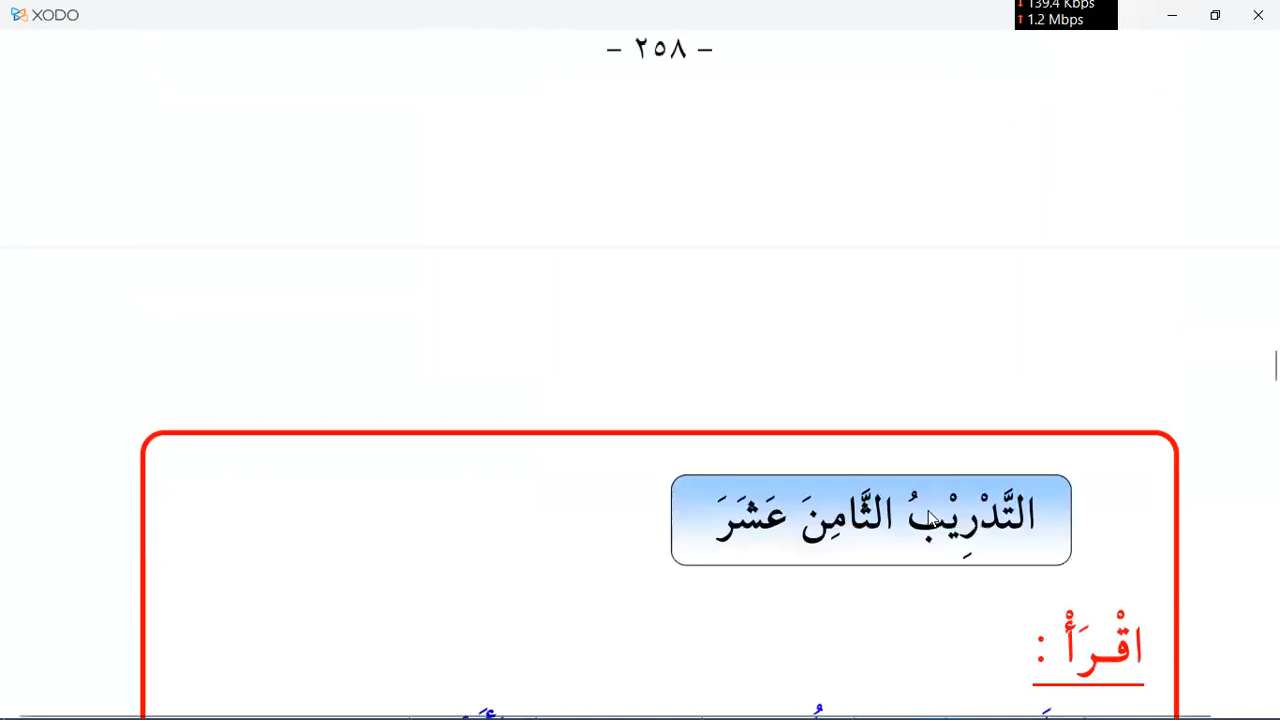 XODO
139.4 Kbps
1.2 Mbps
– ٢٥٨ –
التَّدْرِيْبُ الثَّامِنَ عَشَرَ
اقْـرَأْ :